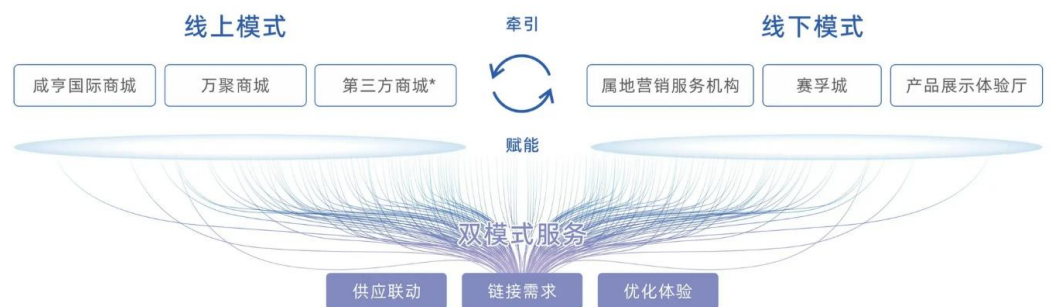 线上模式
牵引
线下模式
咸亨国际商城
万聚商城
第三方商城*
属地营销服务机构
赛孚城
产品展示体验厅
赋能
双模式服务
供应联动
链接需求
优化体验